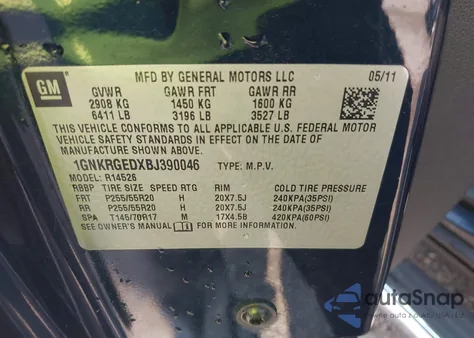 GM
MFD BY GENERAL MOTORS LLC
05/11
GVWR GAWR FRT GAWR RR
2908 KG 1450 KG 1600 KG
6411 LB 3196 LB 3527 LB
THIS VEHICLE CONFORMS TO ALL APPLICABLE U.S. FEDERAL MOTOR
VEHICLE SAFETY STANDARDS IN EFFECT ON THE DATE OF
MANUFACTURE SHOWN ABOVE.
1GNKRGEDXBJ390046 TYPE: M.P.V.
MODEL: R14526
RBBP TIRE SIZE SPEED RTG RIM COLD TIRE PRESSURE
FRT P255/55R20 H 20X7.5J 240KPA(35PSI)
RR P255/55R20 H 20X7.5J 240KPA(35PSI)
SPA T145/70R17 M 17X4.5B 420KPA(60PSI)
SEE OWNER'S MANUAL FOR MORE INFORMATION.
autoSnap